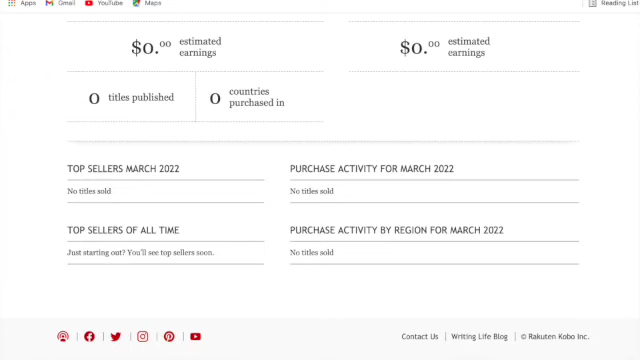 Apps Gmail YouTube Maps Reading List
$0.00 estimated earnings
$0.00 estimated earnings
0 titles published
0 countries purchased in
TOP SELLERS MARCH 2022
No titles sold
PURCHASE ACTIVITY FOR MARCH 2022
No titles sold
TOP SELLERS OF ALL TIME
Just starting out? You'll see top sellers soon.
PURCHASE ACTIVITY BY REGION FOR MARCH 2022
No titles sold
Contact Us | Writing Life Blog | © Rakuten Kobo Inc.